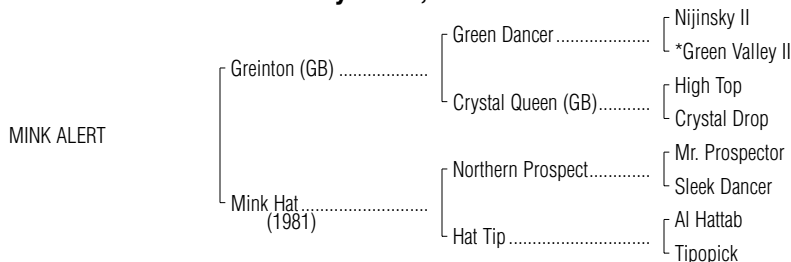 Nijinsky II
Green Dancer....................
*Green Valley II
Greinton (GB) ...................
High Top
Crystal Queen (GB)...........
Crystal Drop
MINK ALERT
Mr. Prospector
Northern Prospect.............
Sleek Dancer
Mink Hat...........................
(1981)
Al Hattab
Hat Tip ..............................
Tipopick